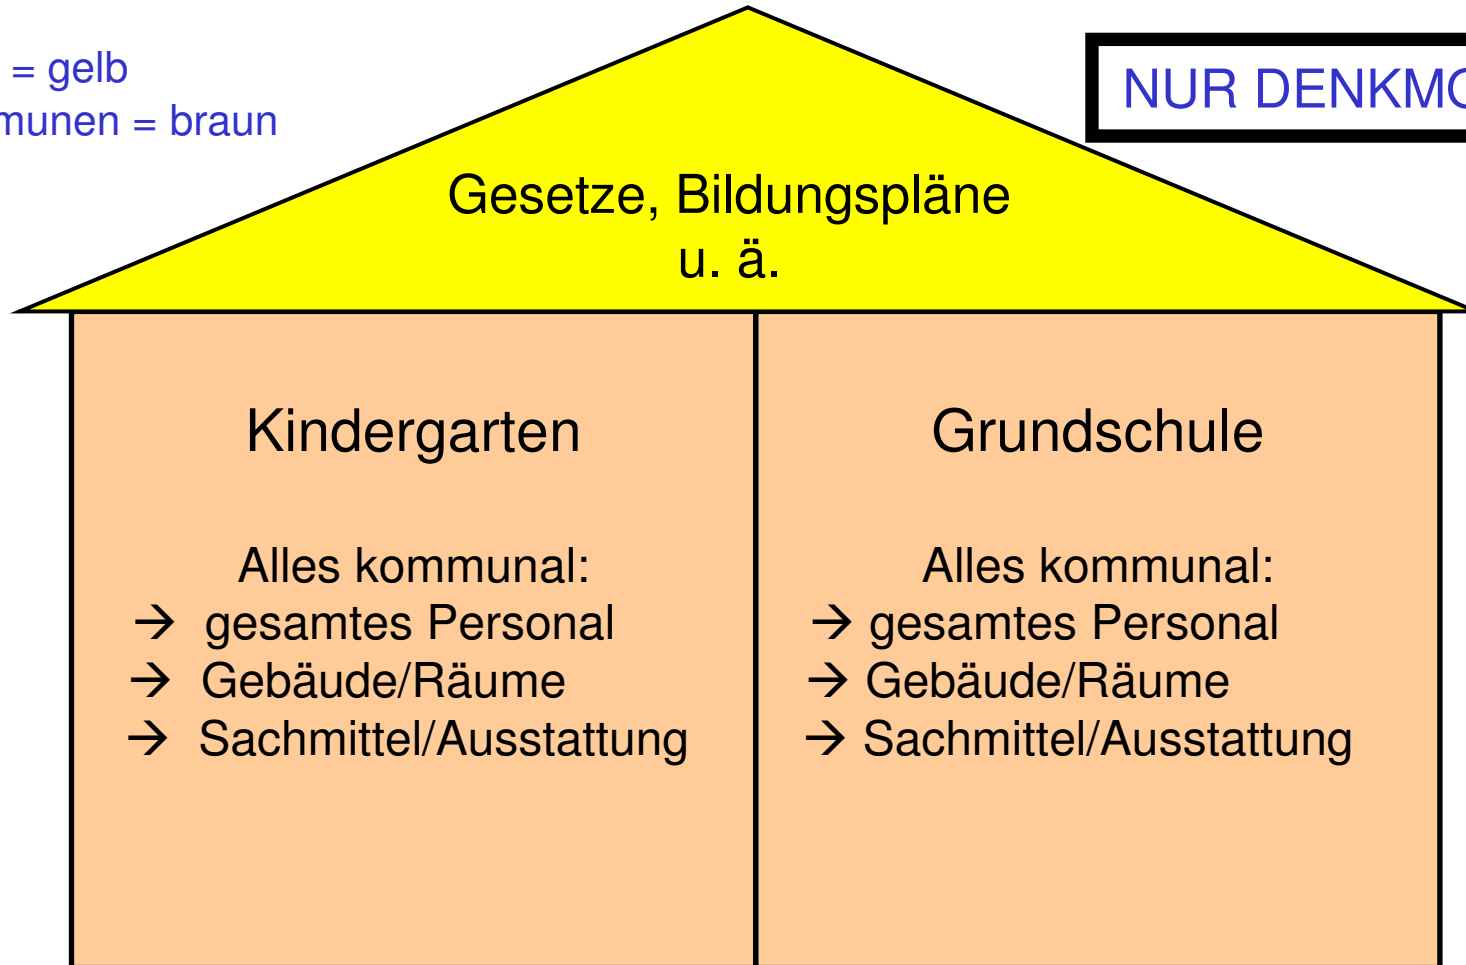 = gelb
munen = braun
NUR DENKMO
Gesetze, Bildungspläne
u. ä.
Kindergarten
Alles kommunal:
→ gesamtes Personal
→ Gebäude/Räume
→ Sachmittel/Ausstattung
Grundschule
Alles kommunal:
→ gesamtes Personal
→ Gebäude/Räume
→ Sachmittel/Ausstattung